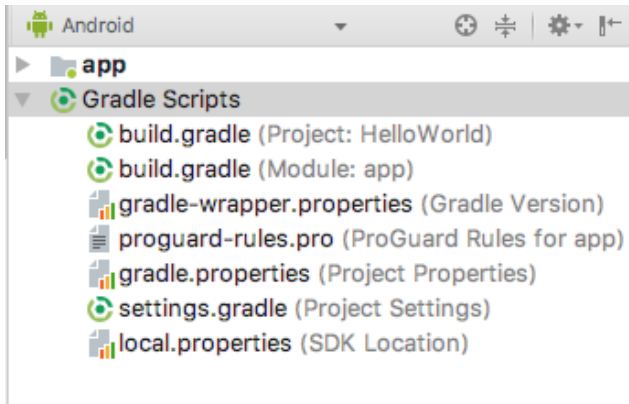 Android
app
Gradle Scripts
build.gradle (Project: HelloWorld)
build.gradle (Module: app)
gradle-wrapper.properties (Gradle Version)
proguard-rules.pro (ProGuard Rules for app)
gradle.properties (Project Properties)
settings.gradle (Project Settings)
local.properties (SDK Location)